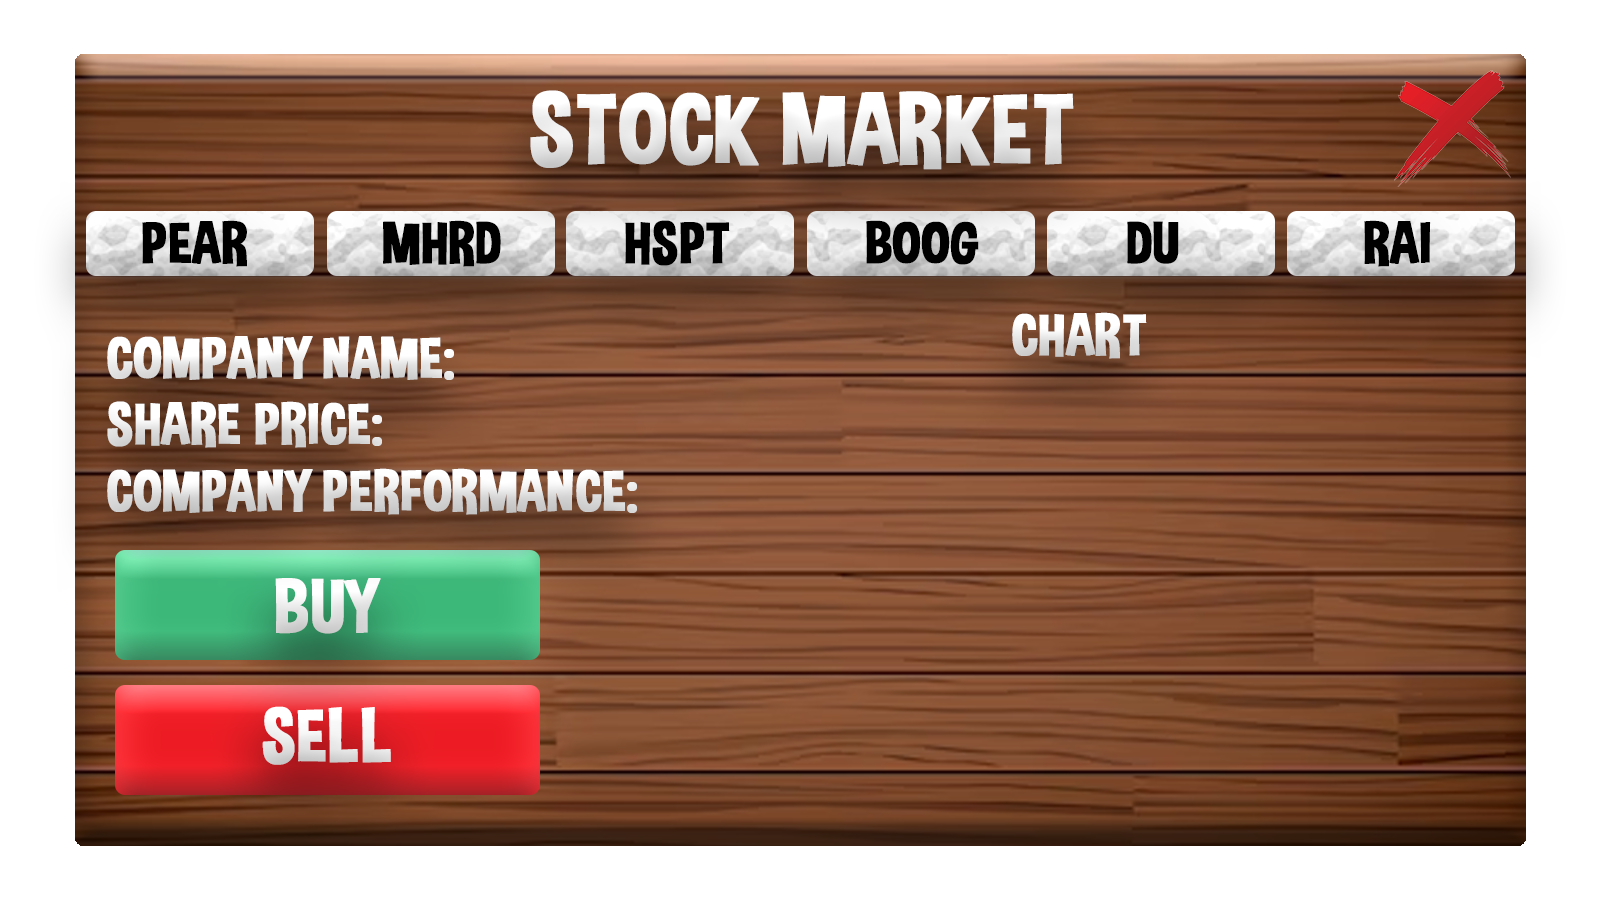 STOCK MARKET
PEAR MHRD HSPT BOOG DU RAI
CHART
COMPANY NAME:
SHARE PRICE:
COMPANY PERFORMANCE:
BUY
SELL